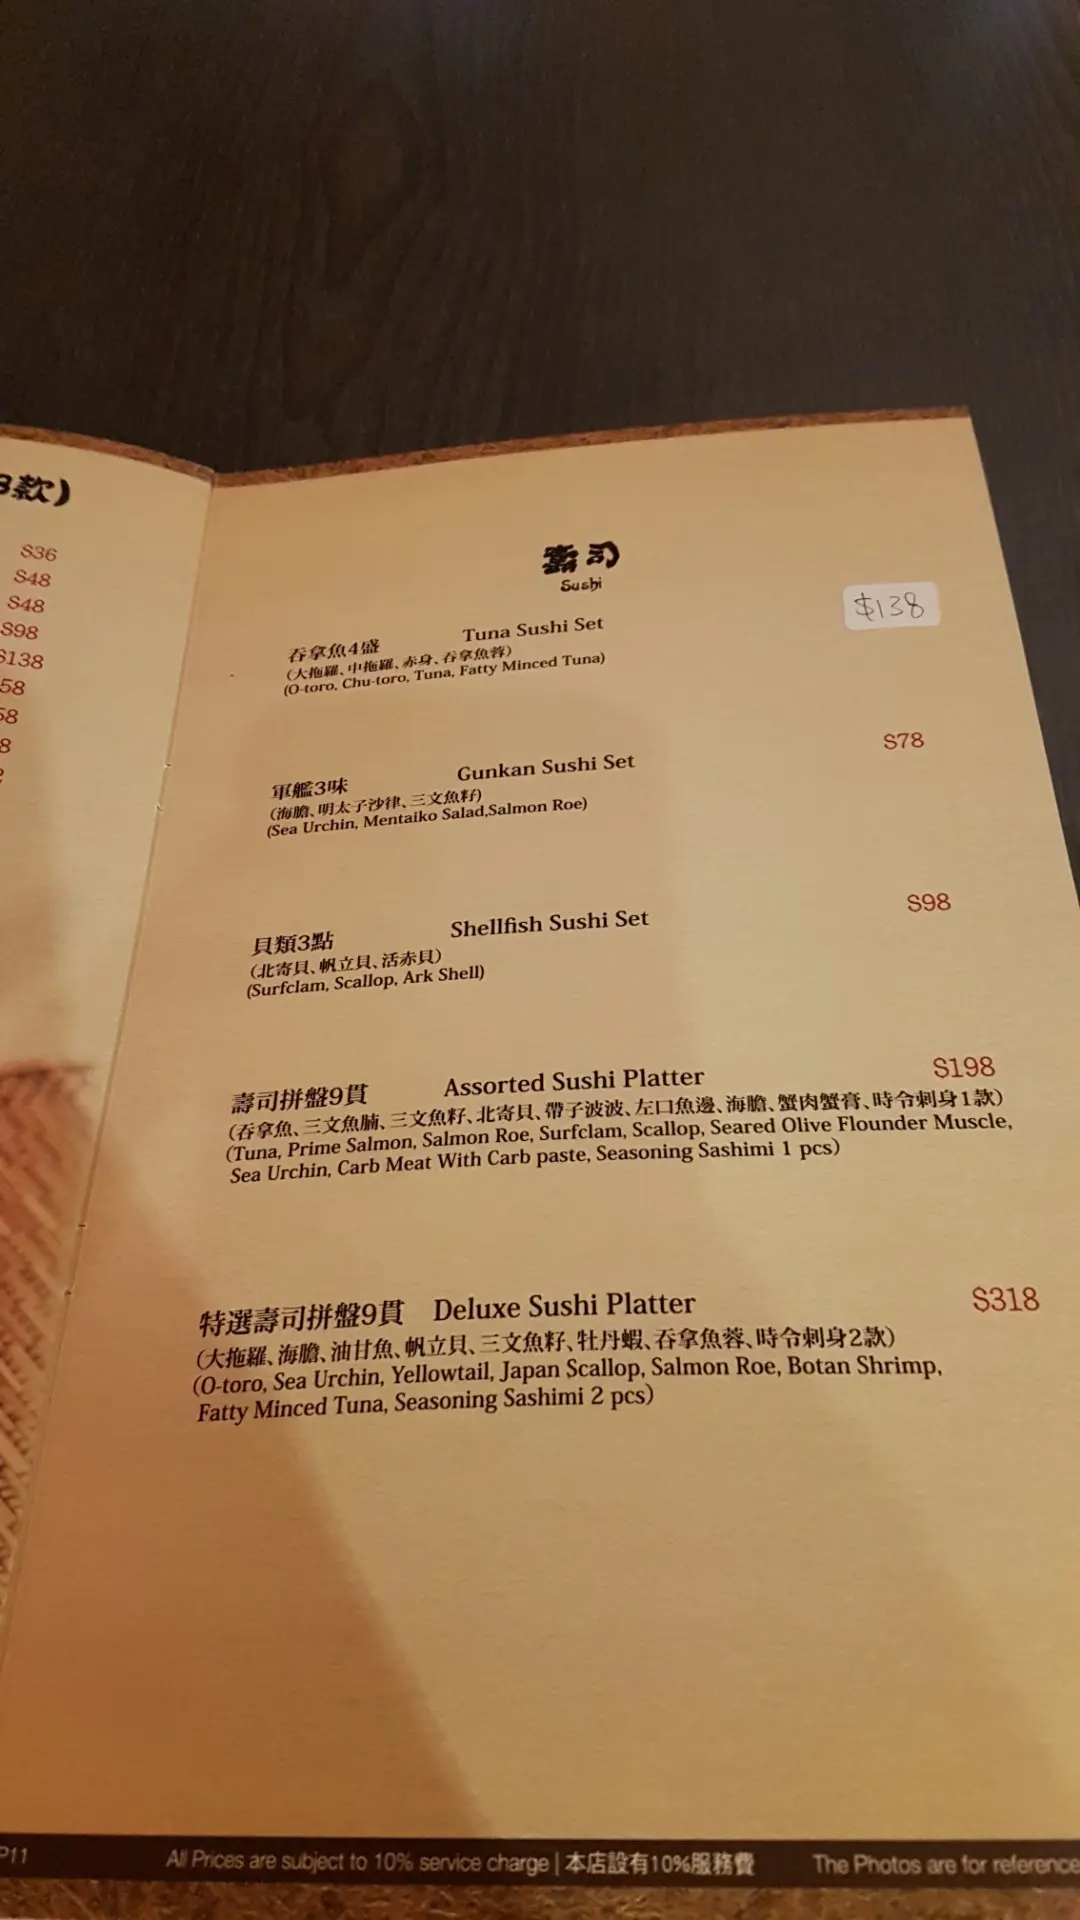 3款)
$36
$48
$48
$98
$138
58
58
8
2
P11
壽司
Sushi
吞拿魚4盛 Tuna Sushi Set $138
(大拖羅、中拖羅、赤身、吞拿魚蓉)
(O-toro, Chu-toro, Tuna, Fatty Minced Tuna)
軍艦3味 Gunkan Sushi Set $78
(海膽、明太子沙律、三文魚籽)
(Sea Urchin, Mentaiko Salad,Salmon Roe)
貝類3點 Shellfish Sushi Set $98
(北寄貝、帆立貝、活赤貝)
(Surfclam, Scallop, Ark Shell)
壽司拼盤9貫 Assorted Sushi Platter $198
(吞拿魚、三文魚腩、三文魚籽、北寄貝、帶子波波、左口魚邊、海膽、蟹肉蟹膏、時令刺身1款)
(Tuna, Prime Salmon, Salmon Roe, Surfclam, Scallop, Seared Olive Flounder Muscle,
Sea Urchin, Carb Meat With Carb paste, Seasoning Sashimi 1 pcs)
特選壽司拼盤9貫 Deluxe Sushi Platter $318
(大拖羅、海膽、油甘魚、帆立貝、三文魚籽、牡丹蝦、吞拿魚蓉、時令刺身2款)
(O-toro, Sea Urchin, Yellowtail, Japan Scallop, Salmon Roe, Botan Shrimp,
Fatty Minced Tuna, Seasoning Sashimi 2 pcs)
All Prices are subject to 10% service charge | 本店設有10%服務費 The Photos are for reference